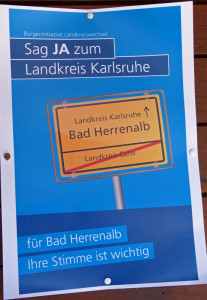 Bürgerinitiative Landkreiswechsel
Sag JA zum
Landkreis Karlsruhe
Landkreis Karlsruhe ↑
Bad Herrenalb
Landkreis Calw
für Bad Herrenalb
Ihre Stimme ist wichtig